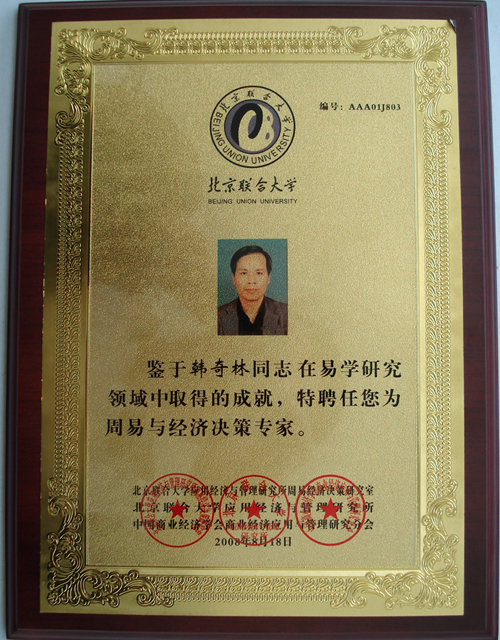 编号：AAA01J803
北京联合大学
BEIJING UNION UNIVERSITY
北京联合大学
BEIJING UNION UNIVERSITY
鉴于韩奇林同志在易学研究
领域中取得的成就，特聘任您为
周易与经济决策专家。
北京联合大学应用经济与管理研究所周易经济决策研究室
北京联合大学应用经济与管理研究所
中国商业经济学会商业经济应用与管理研究分会
2008年8月18日